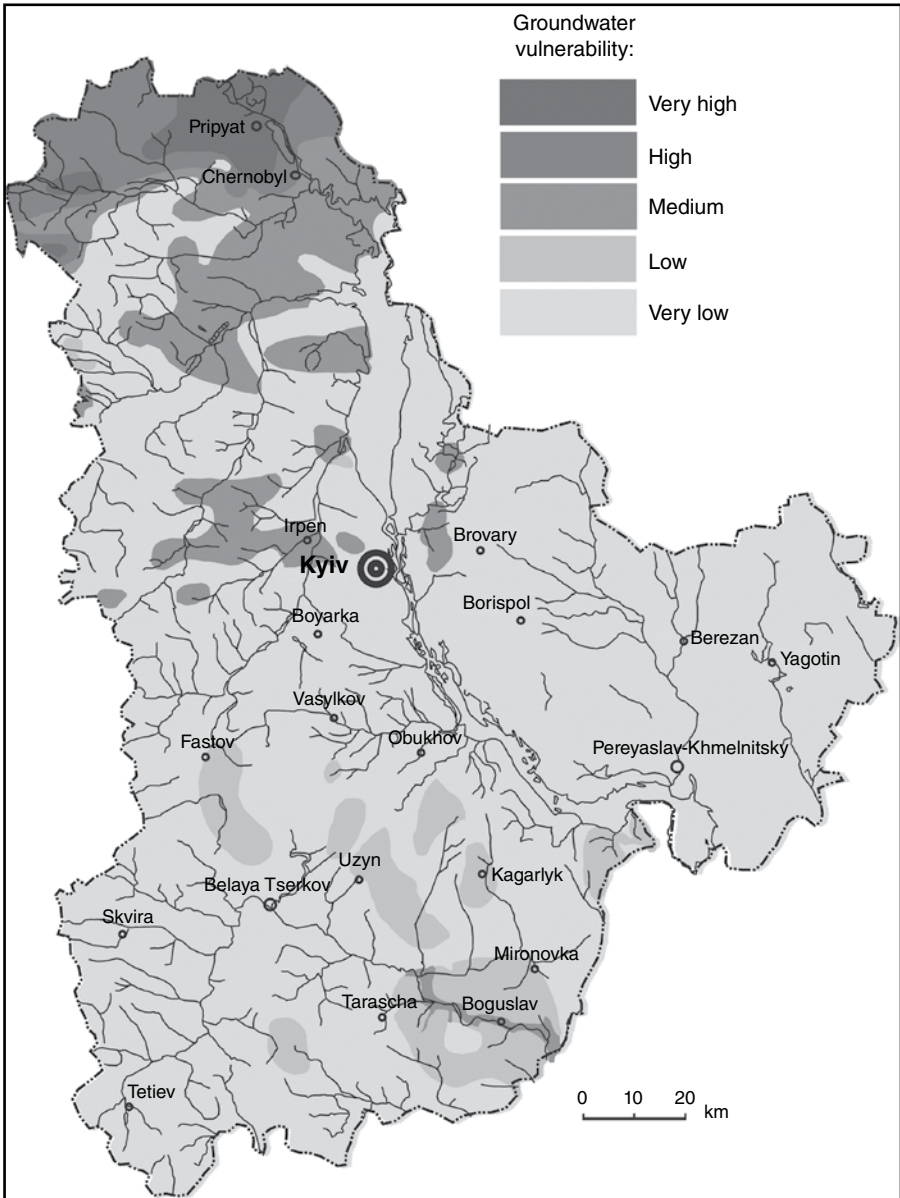 Groundwater
vulnerability:
Very high
High
Medium
Low
Very low
Pripyat
Chernobyl
Irpen
Kyiv
Brovary
Borispol
Boyarka
Berezan
Yagotin
Vasylkov
Fastov
Obukhov
Pereyaslav-Khmelnitsky
Uzyn
Kagarlyk
Belaya Tserkov
Skvira
Mironovka
Tarascha
Boguslav
Tetiev
0 10 20
km